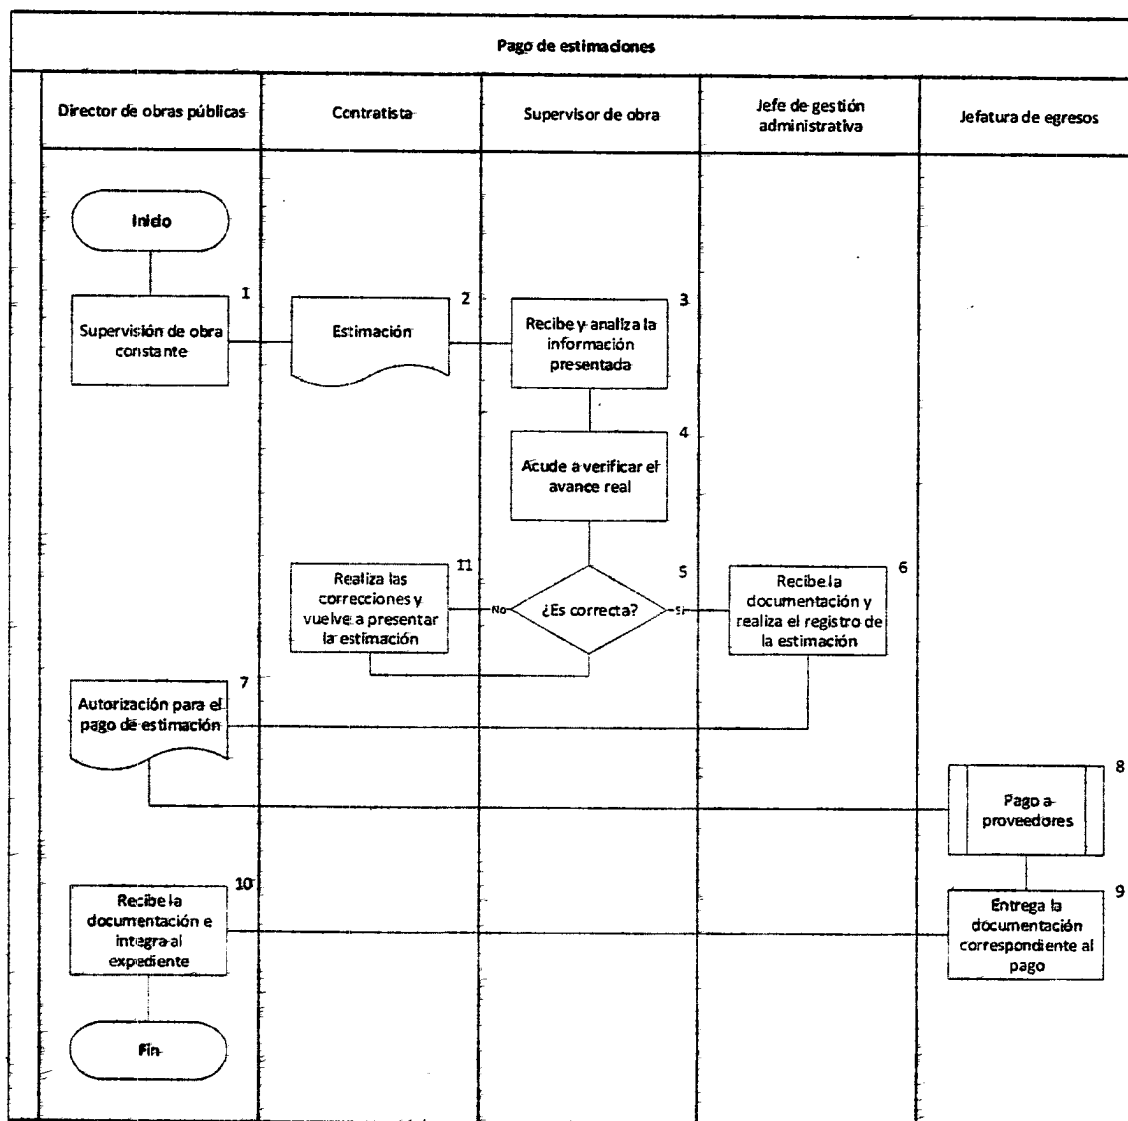 Pago de estimaciones
Director de obras públicas
Contratista
Supervisor de obra
Jefe de gestión
administrativa
Jefatura de egresos
Inicio
1
Supervisión de obra
constante
2
Estimación
3
Recibe y analiza la
información
presentada
4
Acude a verificar el
avance real
11
Realiza las
correcciones y
vuelve a presentar
la estimación
No
5
¿Es correcta?
Si
6
Recibe la
documentación y
realiza el registro de
la estimación
7
Autorización para el
pago de estimación
8
Pago a
proveedores
10
Recibe la
documentación e
integra al
expediente
9
Entrega la
documentación
correspondiente al
pago
Fin